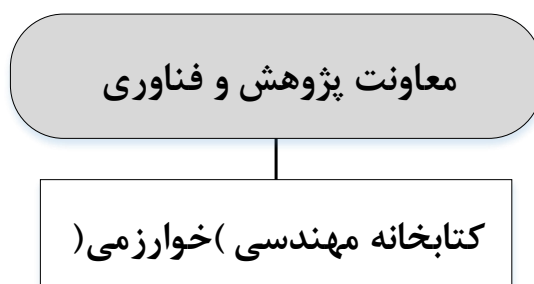 معاونت پژوهش و فناوری
کتابخانه مهندسی )خوارزمی(